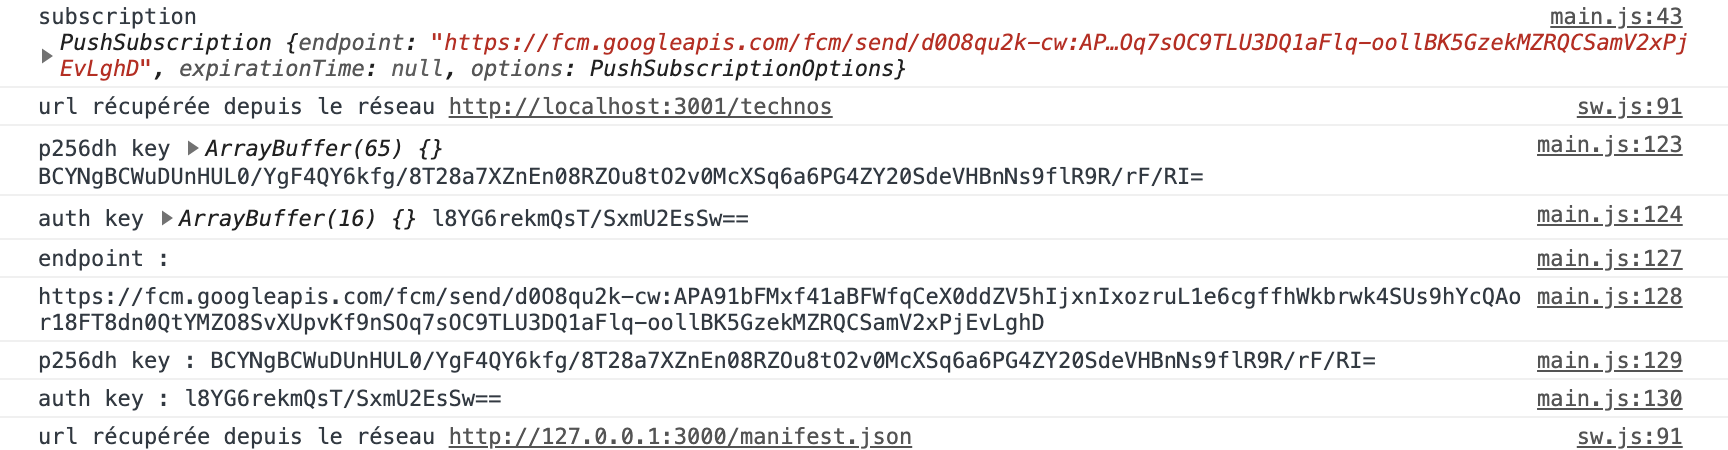 subscription main.js:43
PushSubscription {endpoint: "https://fcm.googleapis.com/fcm/send/d0O8qu2k-cw:AP…Oq7sOC9TLU3DQ1aFlq-oollBK5GzekMZRQCSamV2xPj
EvLghD", expirationTime: null, options: PushSubscriptionOptions}
url récupérée depuis le réseau http://localhost:3001/technos sw.js:91
p256dh key ▶ArrayBuffer(65) {} main.js:123
BCYNgBCWuDUnHUL0/YgF4QY6kfg/8T28a7XZnEn08RZOu8tO2v0McXSq6a6PG4ZY20SdeVHBnNs9flR9R/rF/RI=
auth key ▶ArrayBuffer(16) {} l8YG6rekmQsT/SxmU2EsSw== main.js:124
endpoint : main.js:127
https://fcm.googleapis.com/fcm/send/d0O8qu2k-cw:APA91bFMxf41aBFWfqCeX0ddZV5hIjxnIxozruL1e6cgffhWkbrwk4SUs9hYcQAo main.js:128
r18FT8dn0QtYMZO8SvXUpvKf9nSOq7sOC9TLU3DQ1aFlq-oollBK5GzekMZRQCSamV2xPjEvLghD
p256dh key : BCYNgBCWuDUnHUL0/YgF4QY6kfg/8T28a7XZnEn08RZOu8tO2v0McXSq6a6PG4ZY20SdeVHBnNs9flR9R/rF/RI= main.js:129
auth key : l8YG6rekmQsT/SxmU2EsSw== main.js:130
url récupérée depuis le réseau http://127.0.0.1:3000/manifest.json sw.js:91